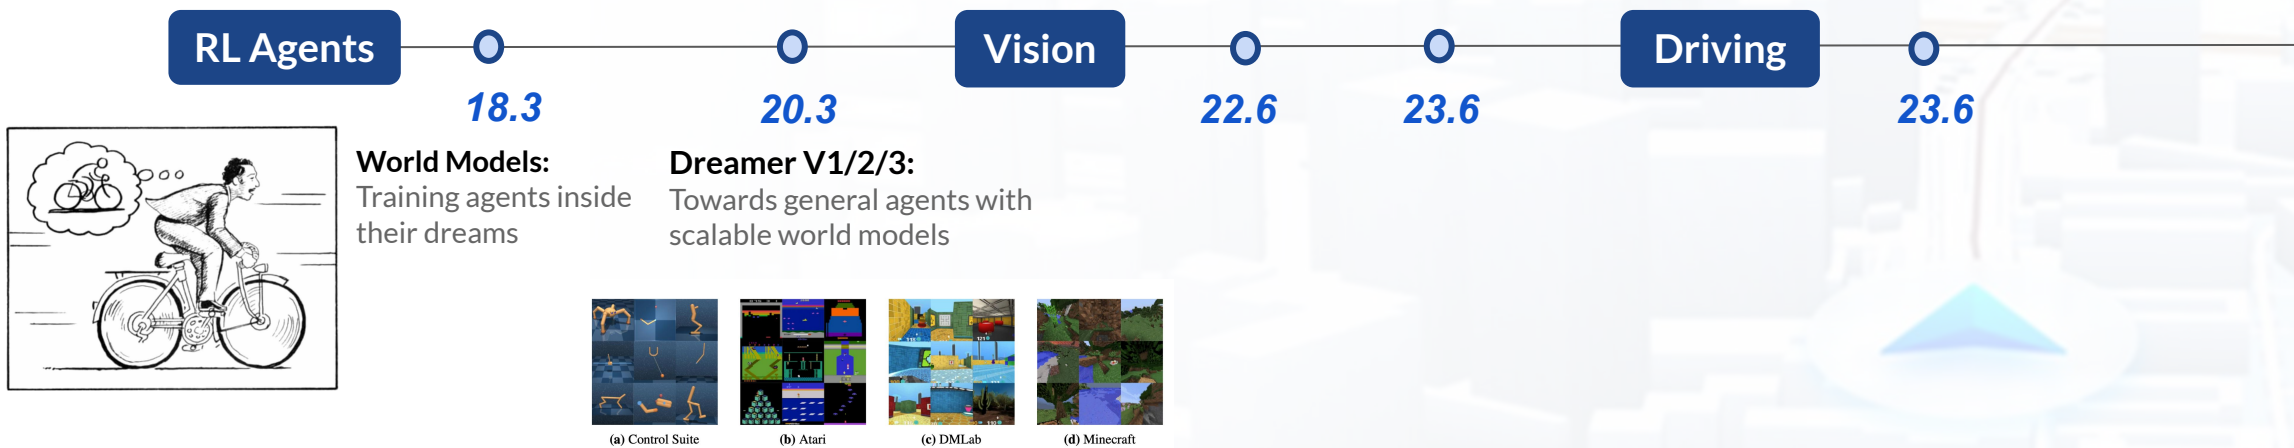 RL Agents
Vision
Driving
18.3
20.3
22.6
23.6
23.6
World Models:
Training agents inside
their dreams
Dreamer V1/2/3:
Towards general agents with
scalable world models
(a) Control Suite
(b) Atari
(c) DMLab
(d) Minecraft